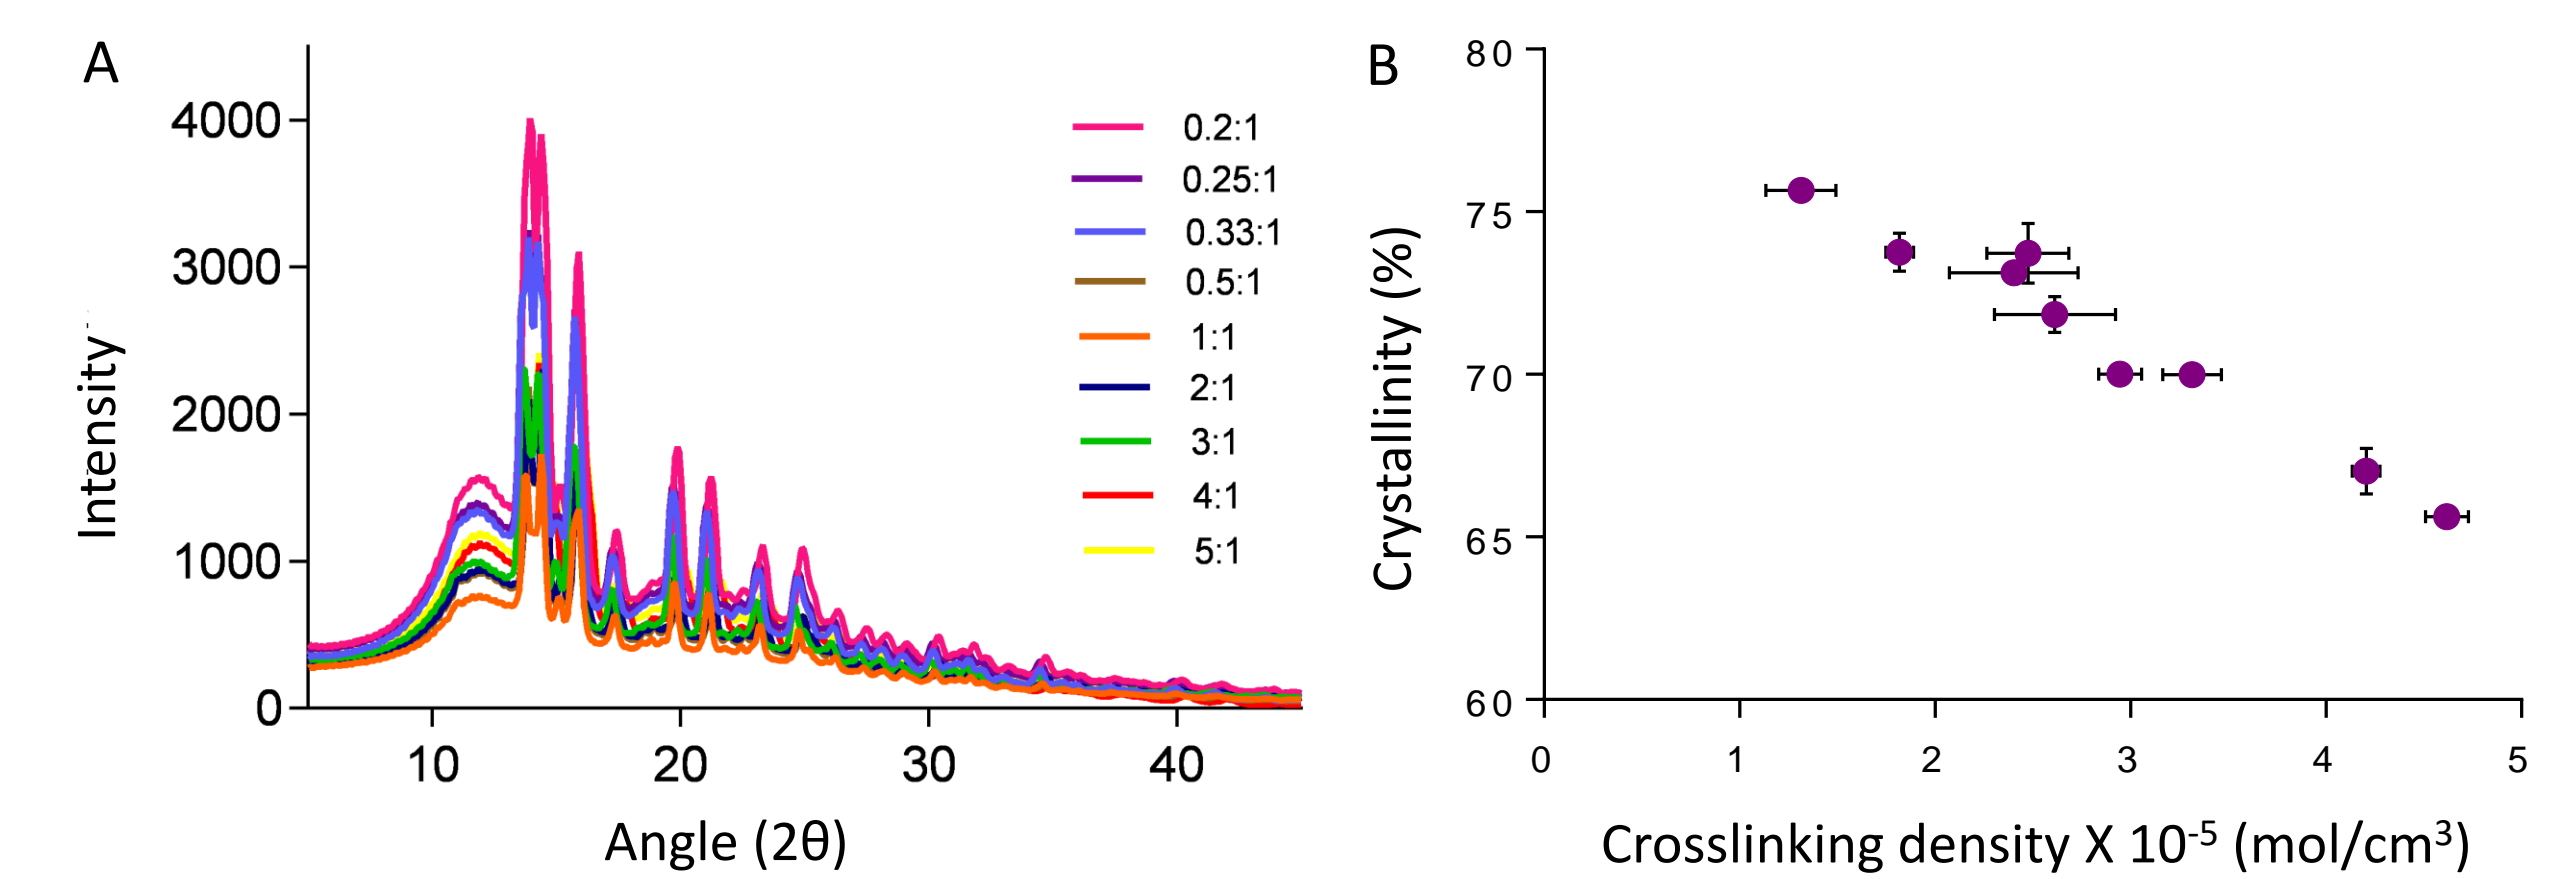 A
4000
3000
2000
1000
0
10 20 30 40
Intensity
Angle (2θ)
0.2:1
0.25:1
0.33:1
0.5:1
1:1
2:1
3:1
4:1
5:1
B
80
75
70
65
60
0 1 2 3 4 5
Crystallinity (%)
Crosslinking density X 10⁻⁵ (mol/cm³)